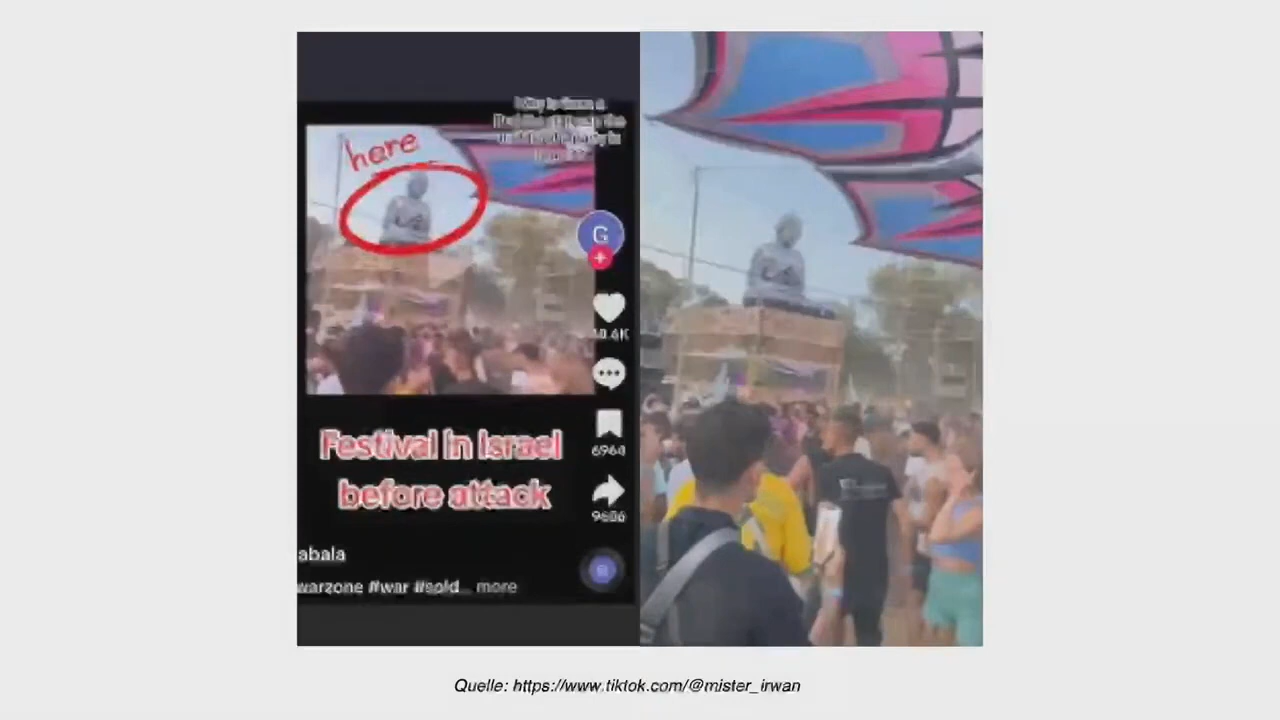 here
G
Festival in Israel
before attack
6964
9686
abala
warzone #war #sold... more
Quelle: https://www.tiktok.com/@mister_irwan